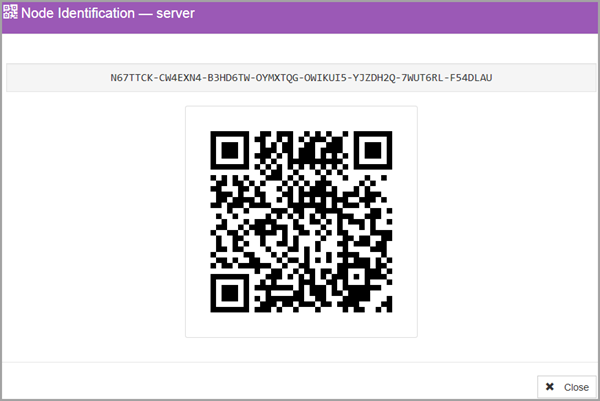 Node Identification — server
N67TTCK-CW4EXN4-B3HD6TW-OYMXTQG-OWIKUI5-YJZDH2Q-7WUT6RL-F54DLAU
Close